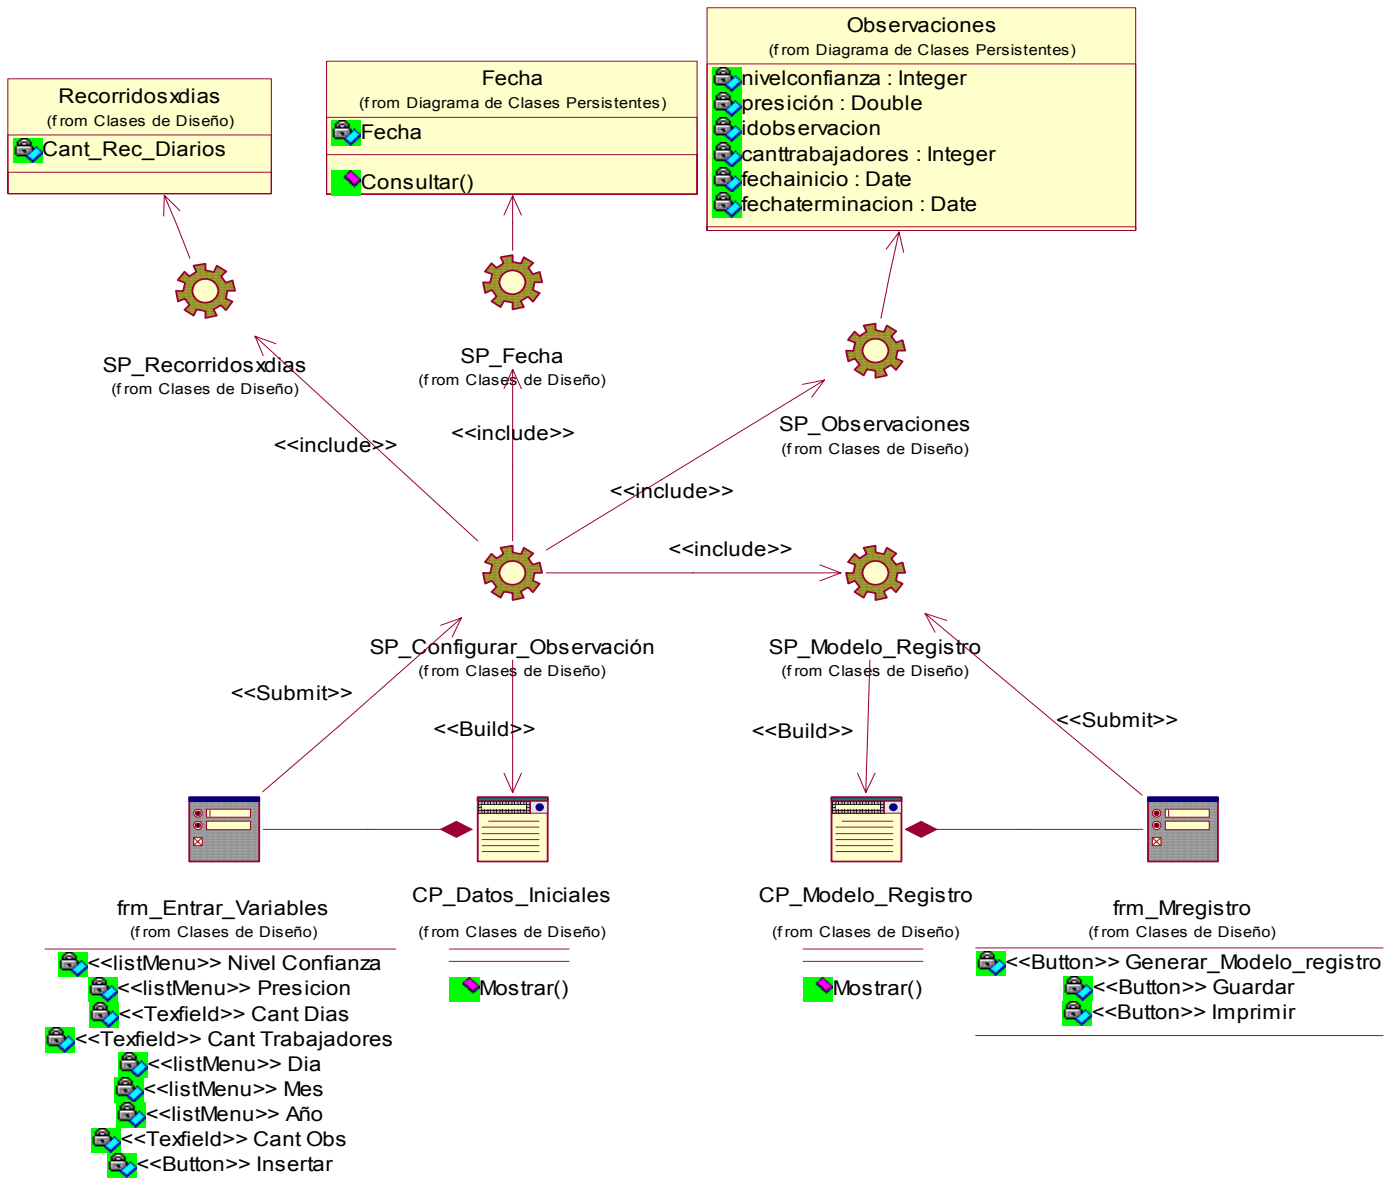 Observaciones
(from Diagrama de Clases Persistentes)
nivelconfianza : Integer
presición : Double
idobservacion
canttrabajadores : Integer
fechainicio : Date
fechaterminacion : Date
Fecha
(from Diagrama de Clases Persistentes)
Fecha
Consultar()
Recorridosxdias
(from Clases de Diseño)
Cant_Rec_Diarios
SP_Recorridosxdias
(from Clases de Diseño)
SP_Fecha
(from Clases de Diseño)
SP_Observaciones
(from Clases de Diseño)
<<include>>
<<include>>
<<include>>
<<include>>
SP_Configurar_Observación
(from Clases de Diseño)
SP_Modelo_Registro
(from Clases de Diseño)
<<Submit>>
<<Build>>
<<Build>>
<<Submit>>
frm_Entrar_Variables
(from Clases de Diseño)
<<listMenu>> Nivel Confianza
<<listMenu>> Presicion
<<Texfield>> Cant Dias
<<Texfield>> Cant Trabajadores
<<listMenu>> Dia
<<listMenu>> Mes
<<listMenu>> Año
<<Texfield>> Cant Obs
<<Button>> Insertar
CP_Datos_Iniciales
(from Clases de Diseño)
Mostrar()
CP_Modelo_Registro
(from Clases de Diseño)
Mostrar()
frm_Mregistro
(from Clases de Diseño)
<<Button>> Generar_Modelo_registro
<<Button>> Guardar
<<Button>> Imprimir